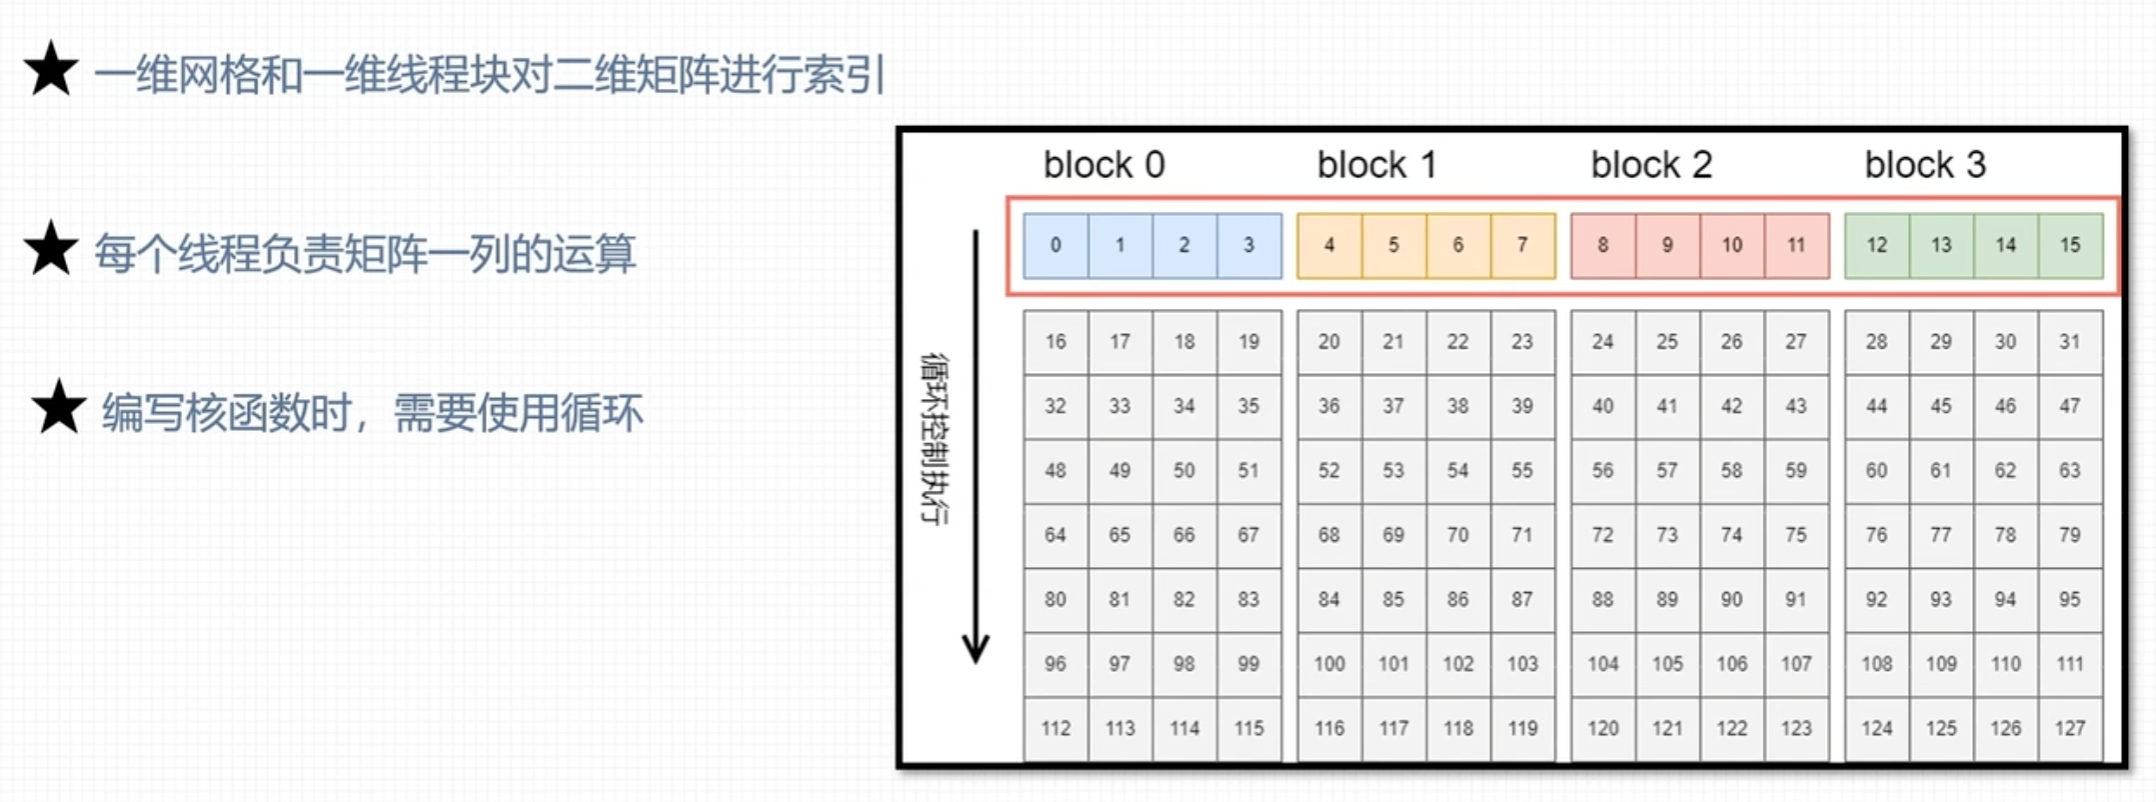 ★ 一维网格和一维线程块对二维矩阵进行索引
★ 每个线程负责矩阵一列的运算
★ 编写核函数时，需要使用循环
block 0 block 1 block 2 block 3
循环控制执行
0 1 2 3 4 5 6 7 8 9 10 11 12 13 14 15
16 17 18 19 20 21 22 23 24 25 26 27 28 29 30 31
32 33 34 35 36 37 38 39 40 41 42 43 44 45 46 47
48 49 50 51 52 53 54 55 56 57 58 59 60 61 62 63
64 65 66 67 68 69 70 71 72 73 74 75 76 77 78 79
80 81 82 83 84 85 86 87 88 89 90 91 92 93 94 95
96 97 98 99 100 101 102 103 104 105 106 107 108 109 110 111
112 113 114 115 116 117 118 119 120 121 122 123 124 125 126 127